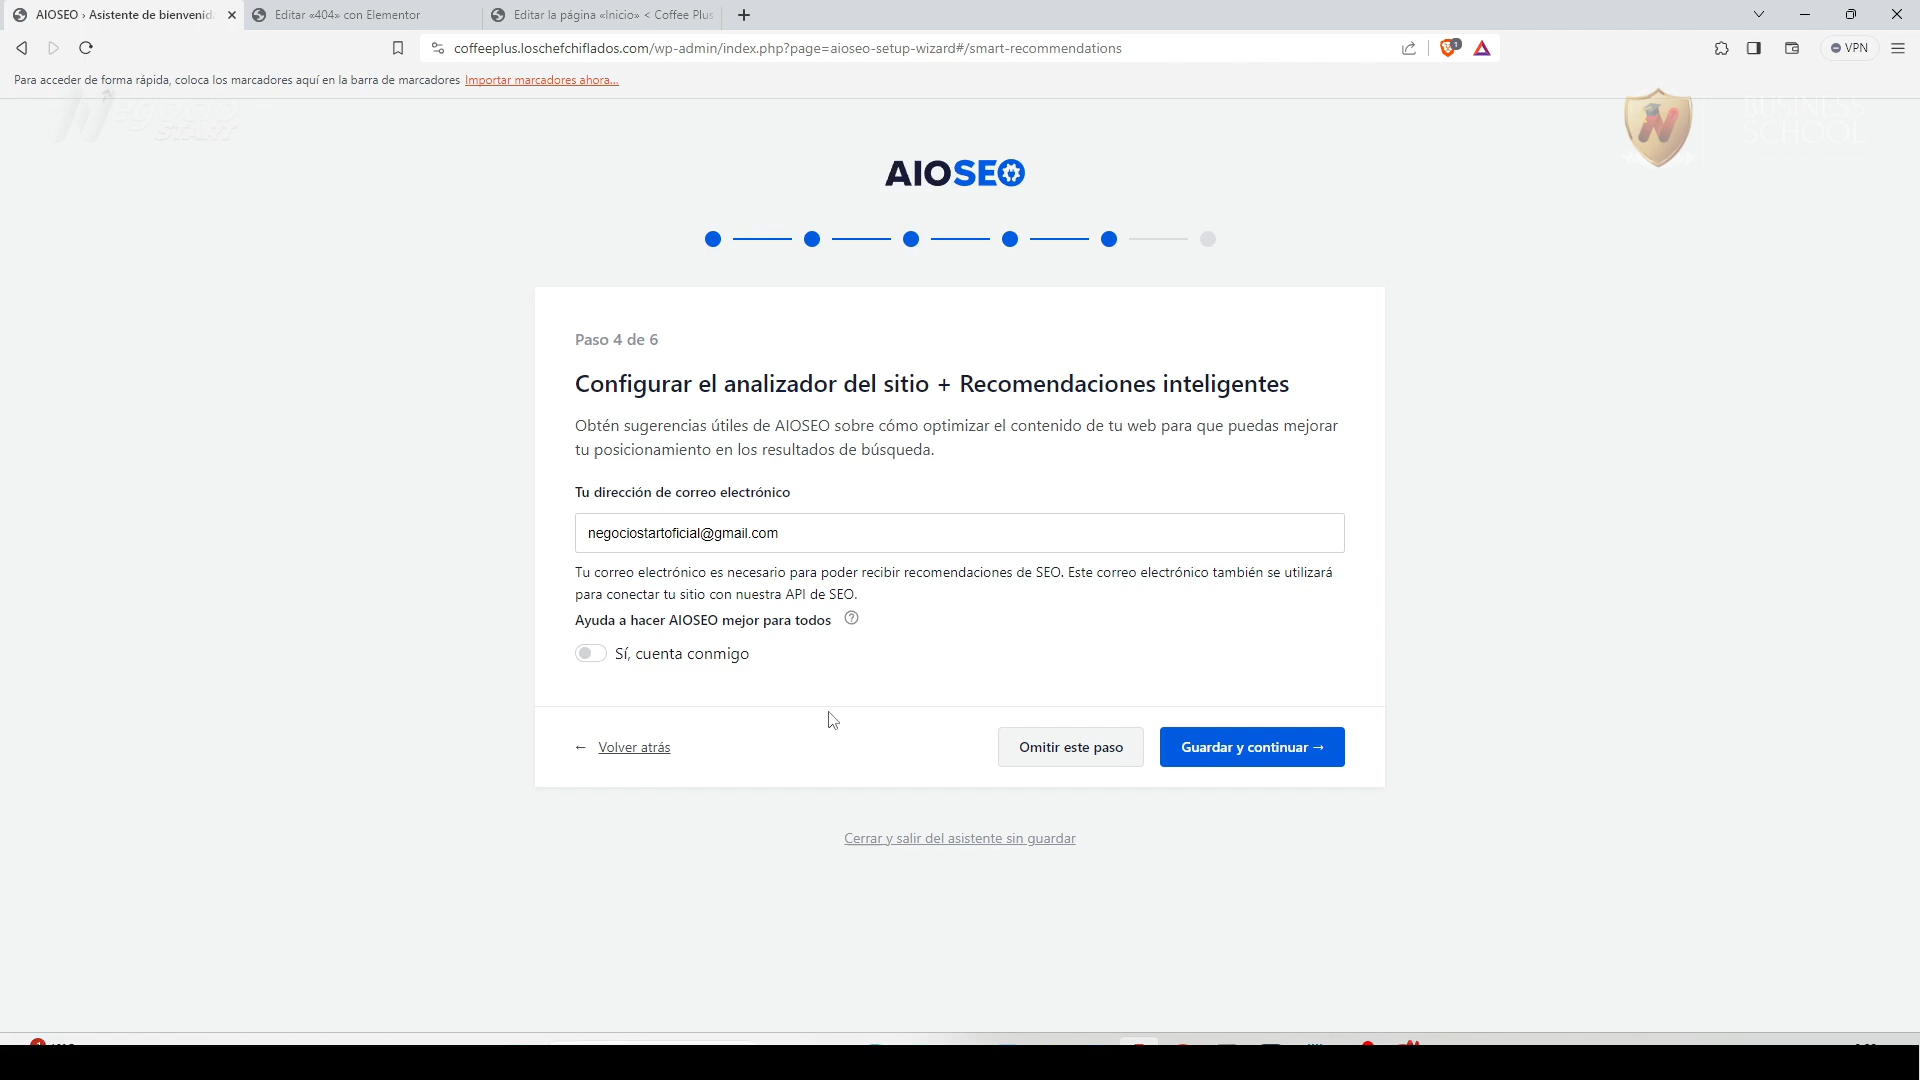 AIOSEO › Asistente de bienvenid
Editar «404» con Elementor
Editar la página «Inicio» < Coffee Plus
coffeeplus.loschefchiflados.com/wp-admin/index.php?page=aioseo-setup-wizard#/smart-recommendations
1
VPN
Para acceder de forma rápida, coloca los marcadores aquí en la barra de marcadores Importar marcadores ahora...
Negocio
START
BUSINESS
SCHOOL
AIOSEO
Paso 4 de 6
Configurar el analizador del sitio + Recomendaciones inteligentes
Obtén sugerencias útiles de AIOSEO sobre cómo optimizar el contenido de tu web para que puedas mejorar
tu posicionamiento en los resultados de búsqueda.
Tu dirección de correo electrónico
negociostartoficial@gmail.com
Tu correo electrónico es necesario para poder recibir recomendaciones de SEO. Este correo electrónico también se utilizará
para conectar tu sitio con nuestra API de SEO.
Ayuda a hacer AIOSEO mejor para todos
Sí, cuenta conmigo
← Volver atrás
Omitir este paso
Guardar y continuar →
Cerrar y salir del asistente sin guardar